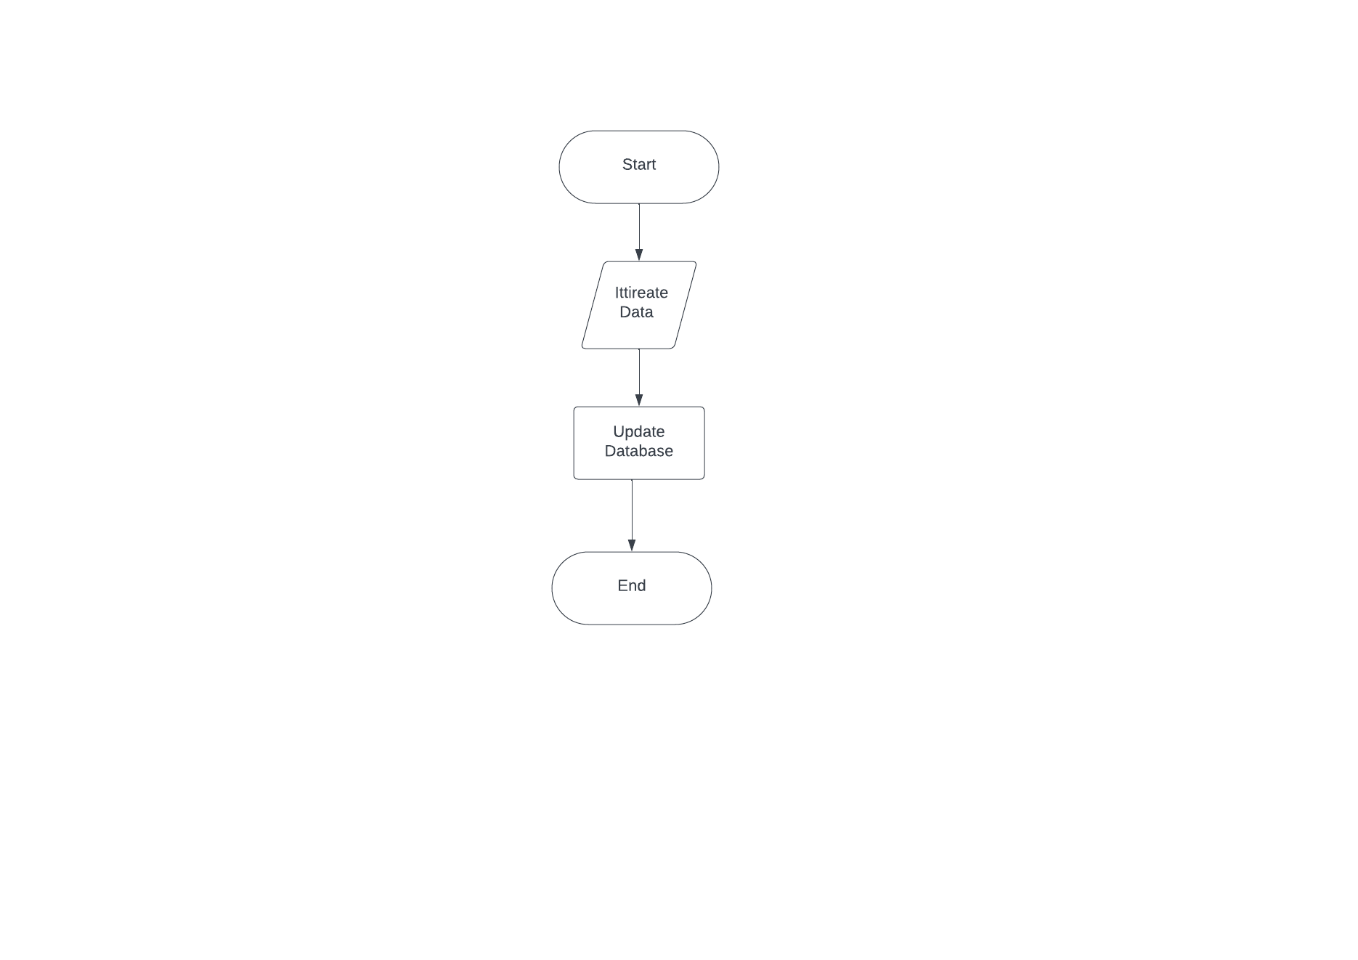 Start
Ittireate
Data
Update
Database
End